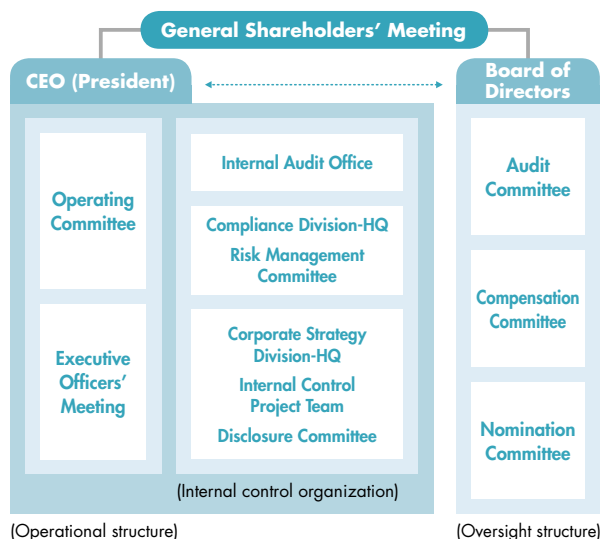 General Shareholders’ Meeting
CEO (President)
Board of
Directors
Operating
Committee
Executive
Officers’
Meeting
Internal Audit Office
Compliance Division-HQ
Risk Management
Committee
Corporate Strategy
Division-HQ
Internal Control
Project Team
Disclosure Committee
(Internal control organization)
(Operational structure)
Audit
Committee
Compensation
Committee
Nomination
Committee
(Oversight structure)